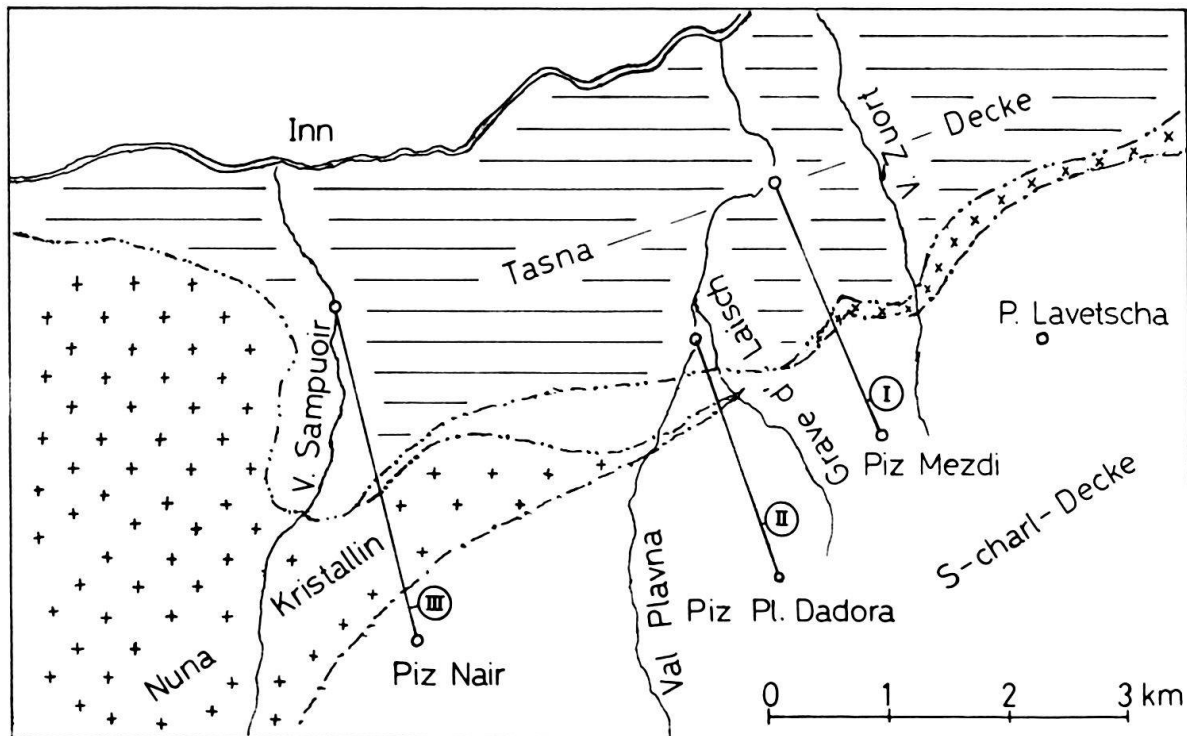 Inn
V. Zuort
Tasna Decke
P. Lavetscha
V. Sampuoir
Grave d Laisch
I
Piz Mezdi
II
S-charl-Decke
Kristallin
III
Val Plavna
Piz Pl. Dadora
Nuna
Piz Nair
0 1 2 3 km